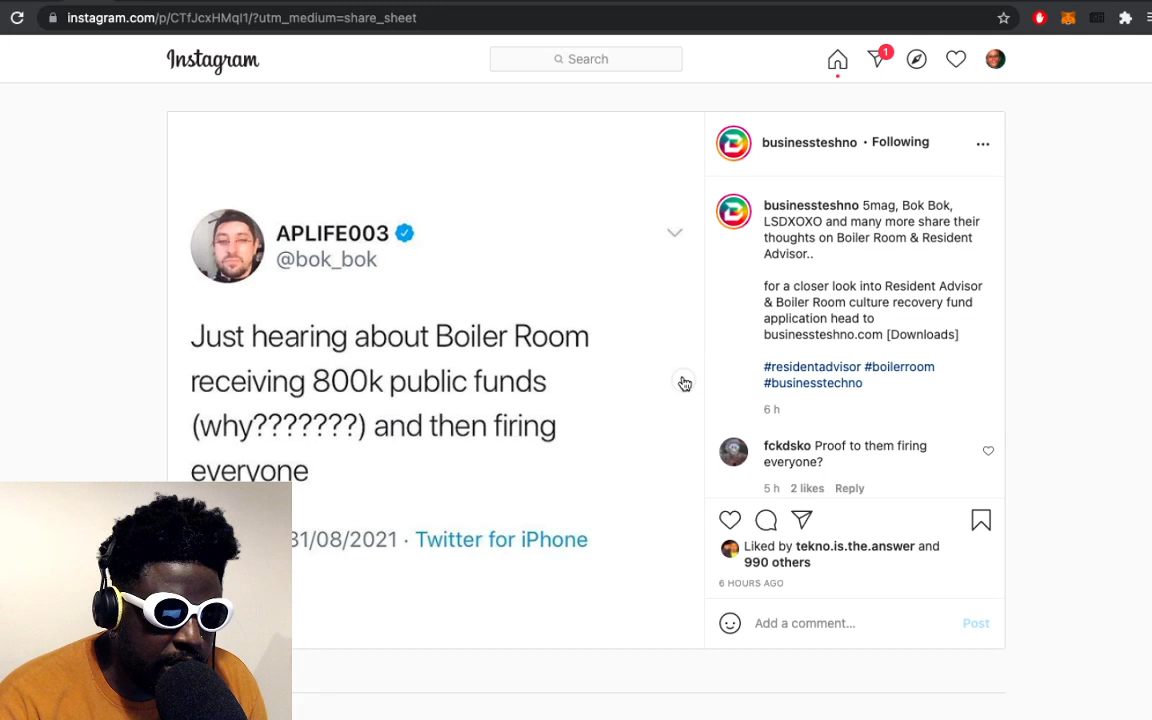 instagram.com/p/CTfJcxHMqI1/?utm_medium=share_sheet
Instagram
Search
1
businessteshno • Following
APLIFE003
@bok_bok
Just hearing about Boiler Room
receiving 800k public funds
(why???????) and then firing
everyone
31/08/2021 · Twitter for iPhone
businessteshno 5mag, Bok Bok,
LSDXOXO and many more share their
thoughts on Boiler Room & Resident
Advisor..
for a closer look into Resident Advisor
& Boiler Room culture recovery fund
application head to
businessteshno.com [Downloads]
#residentadvisor #boilerroom
#businesstechno
6 h
fckdsko Proof to them firing
everyone?
5 h 2 likes Reply
Liked by tekno.is.the.answer and
990 others
6 HOURS AGO
Add a comment... Post